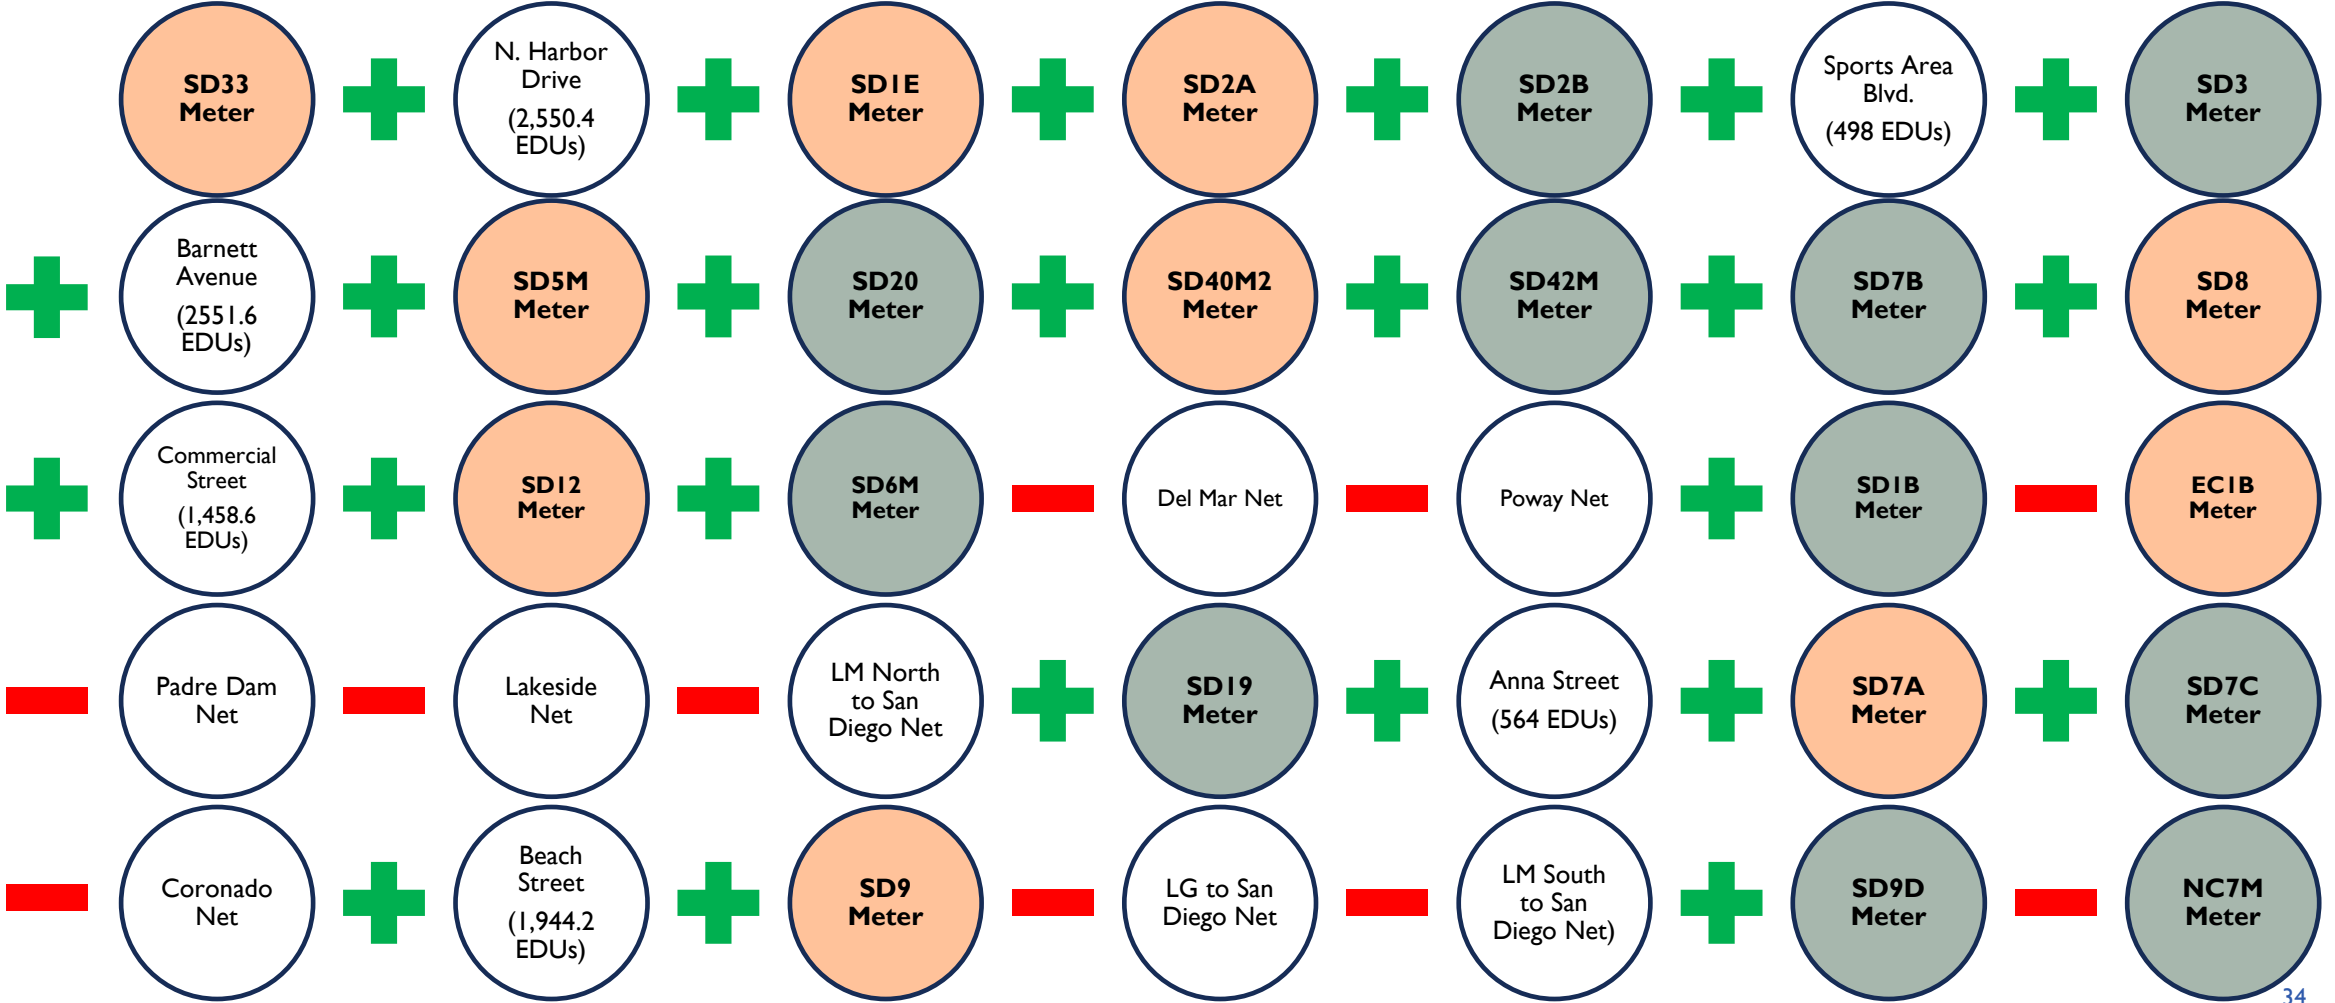 SD33
Meter
N. Harbor
Drive
(2,550.4
EDUs)
SD1E
Meter
SD2A
Meter
SD2B
Meter
Sports Area
Blvd.
(498 EDUs)
SD3
Meter
Barnett
Avenue
(2551.6
EDUs)
SD5M
Meter
SD20
Meter
SD40M2
Meter
SD42M
Meter
SD7B
Meter
SD8
Meter
Commercial
Street
(1,458.6
EDUs)
SD12
Meter
SD6M
Meter
Del Mar Net
Poway Net
SD1B
Meter
EC1B
Meter
Padre Dam
Net
Lakeside
Net
LM North
to San
Diego Net
SD19
Meter
Anna Street
(564 EDUs)
SD7A
Meter
SD7C
Meter
Coronado
Net
Beach
Street
(1,944.2
EDUs)
SD9
Meter
LG to San
Diego Net
LM South
to San
Diego Net)
SD9D
Meter
NC7M
Meter
34